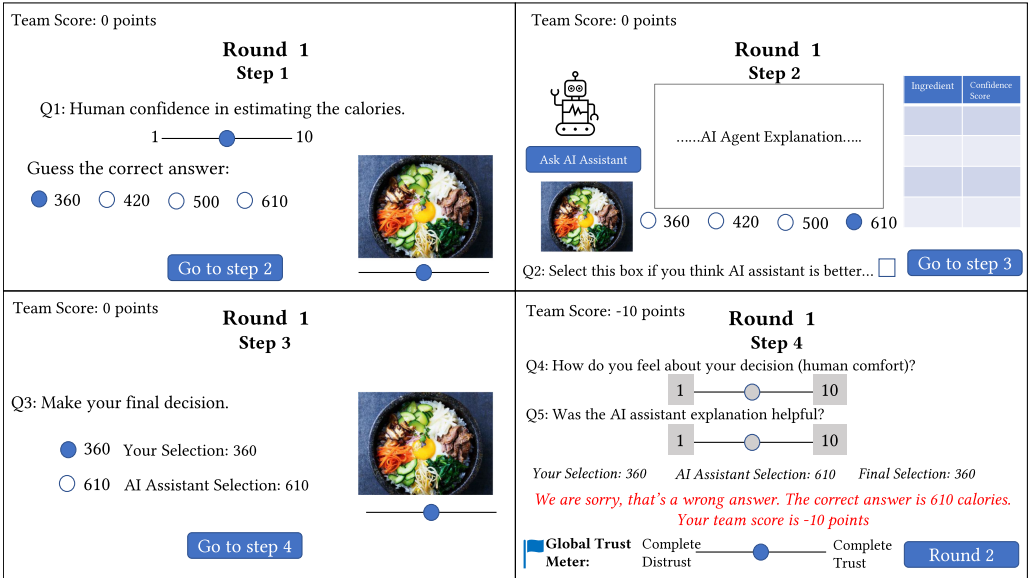 Team Score: 0 points
Round 1
Step 1
Q1: Human confidence in estimating the calories.
1 10
Guess the correct answer:
360 420 500 610
Go to step 2
Team Score: 0 points
Round 1
Step 2
Ingredient Confidence Score
......AI Agent Explanation.....
Ask AI Assistant
360 420 500 610
Q2: Select this box if you think AI assistant is better...
Go to step 3
Team Score: 0 points
Round 1
Step 3
Q3: Make your final decision.
360 Your Selection: 360
610 AI Assistant Selection: 610
Go to step 4
Team Score: -10 points
Round 1
Step 4
Q4: How do you feel about your decision (human comfort)?
1 10
Q5: Was the AI assistant explanation helpful?
1 10
Your Selection: 360 AI Assistant Selection: 610 Final Selection: 360
We are sorry, that's a wrong answer. The correct answer is 610 calories.
Your team score is -10 points
Global Trust Meter: Complete Distrust Complete Trust
Round 2